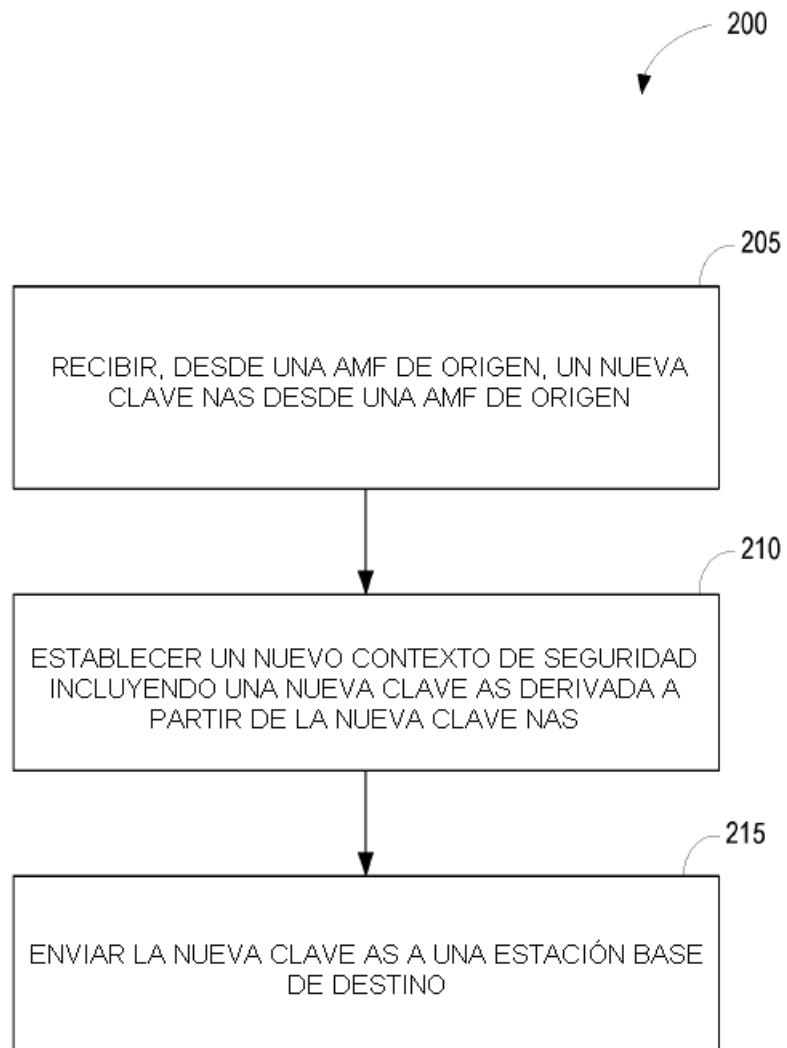 200
205
RECIBIR, DESDE UNA AMF DE ORIGEN, UN NUEVA
CLAVE NAS DESDE UNA AMF DE ORIGEN
210
ESTABLECER UN NUEVO CONTEXTO DE SEGURIDAD
INCLUYENDO UNA NUEVA CLAVE AS DERIVADA A
PARTIR DE LA NUEVA CLAVE NAS
215
ENVIAR LA NUEVA CLAVE AS A UNA ESTACIÓN BASE
DE DESTINO